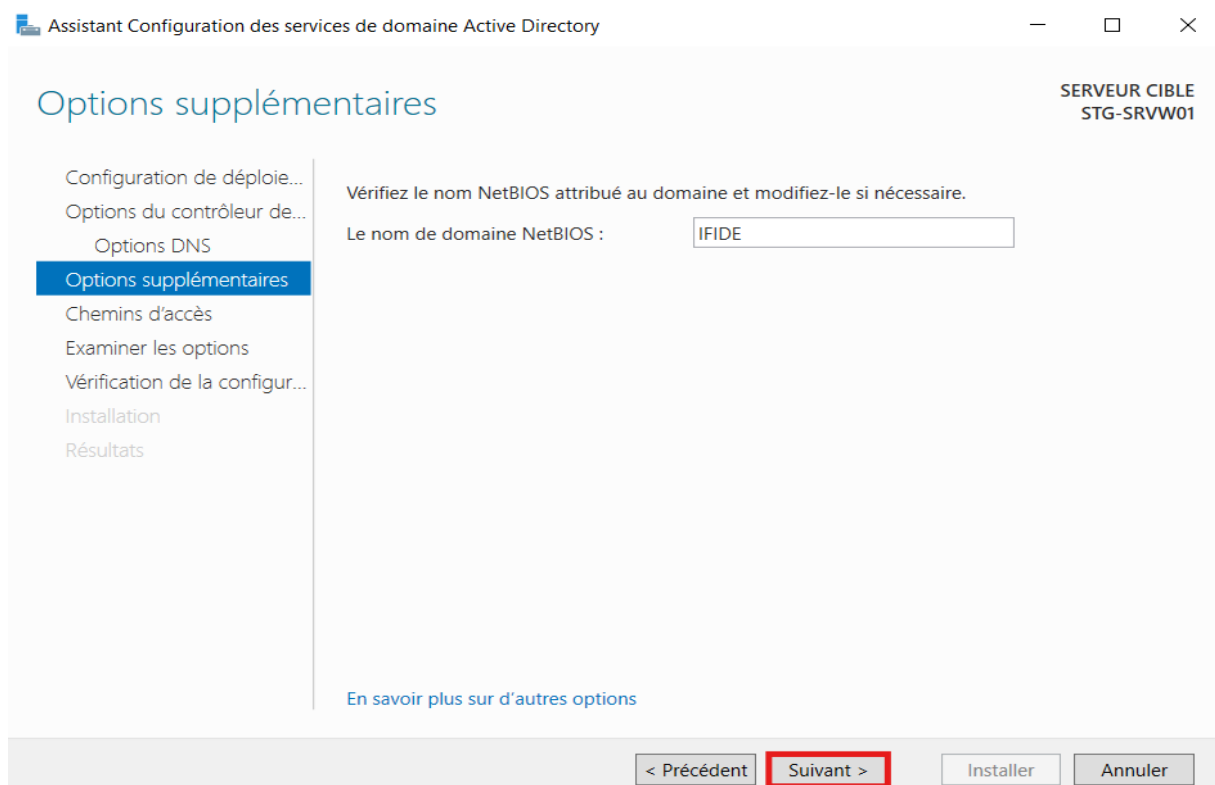 Assistant Configuration des services de domaine Active Directory
Options supplémentaires
SERVEUR CIBLE
STG-SRVW01
Configuration de déploie...
Options du contrôleur de...
Options DNS
Options supplémentaires
Chemins d’accès
Examiner les options
Vérification de la configur...
Installation
Résultats
Vérifiez le nom NetBIOS attribué au domaine et modifiez-le si nécessaire.
Le nom de domaine NetBIOS : IFIDE
En savoir plus sur d’autres options
< Précédent Suivant > Installer Annuler